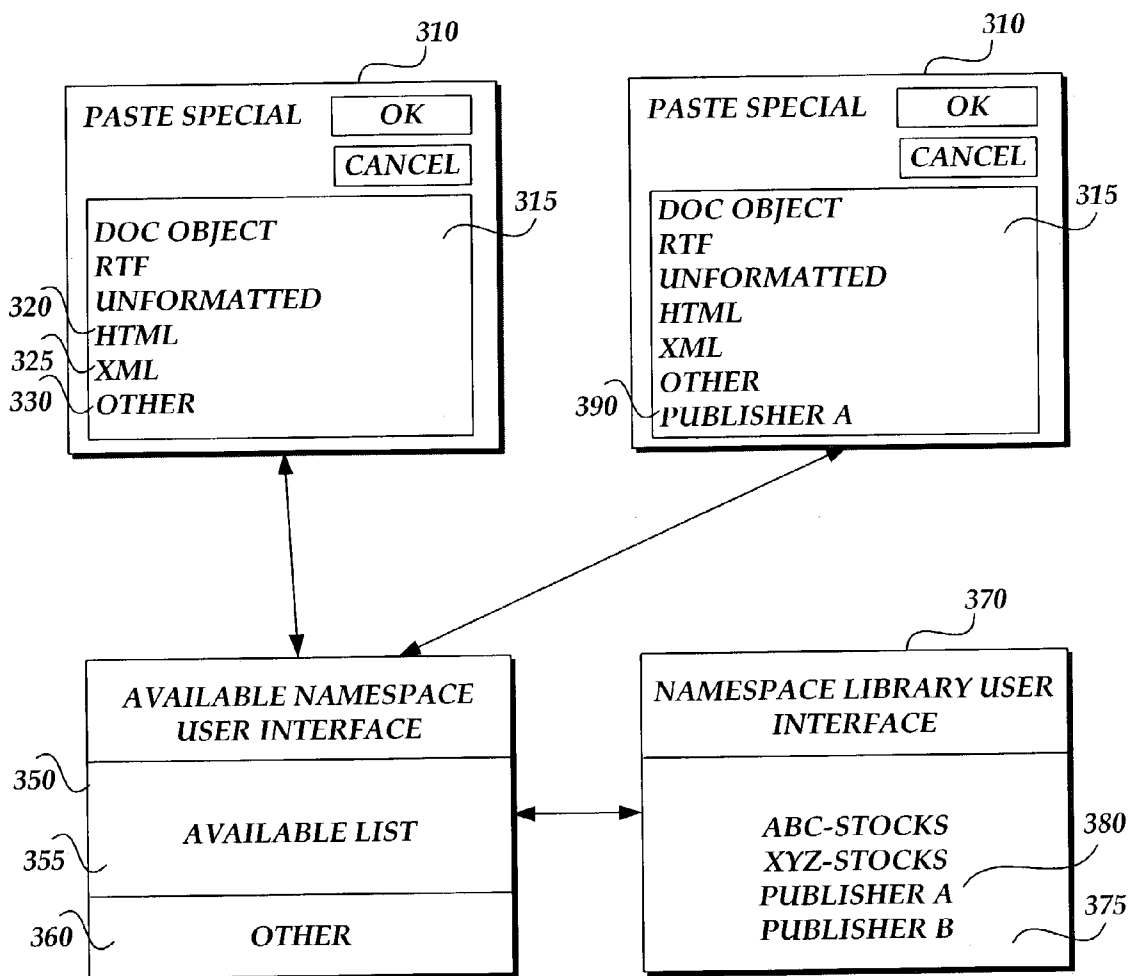 310
PASTE SPECIAL
OK
CANCEL
315
DOC OBJECT
RTF
UNFORMATTED
320
HTML
325
XML
330
OTHER
310
PASTE SPECIAL
OK
CANCEL
315
DOC OBJECT
RTF
UNFORMATTED
HTML
XML
OTHER
390
PUBLISHER A
AVAILABLE NAMESPACE
USER INTERFACE
350
AVAILABLE LIST
355
360
OTHER
370
NAMESPACE LIBRARY USER
INTERFACE
ABC-STOCKS
380
XYZ-STOCKS
PUBLISHER A
375
PUBLISHER B